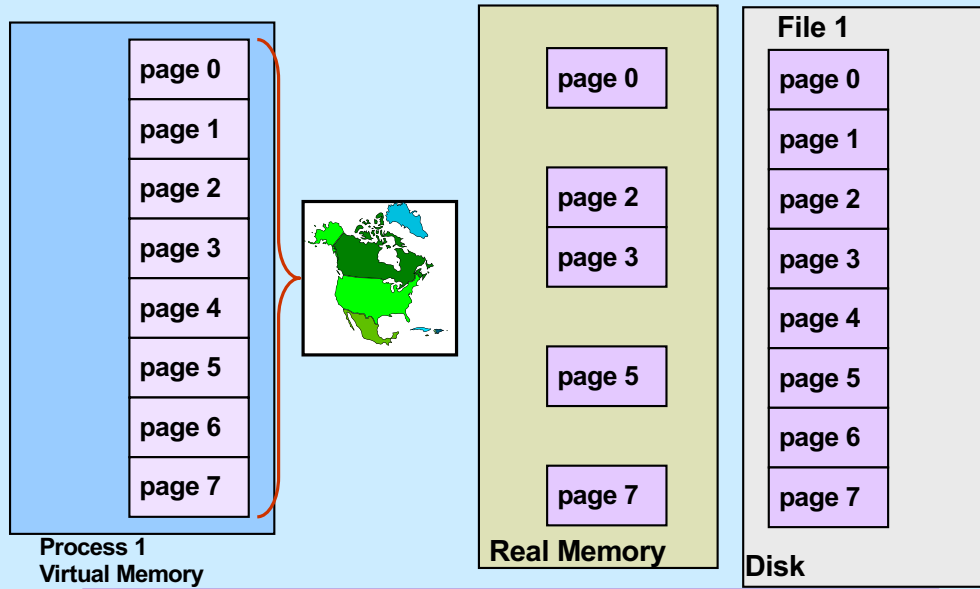 page 0
page 1
page 2
page 3
page 4
page 5
page 6
page 7
Process 1
Virtual Memory
page 0
page 2
page 3
page 5
page 7
Real Memory
File 1
page 0
page 1
page 2
page 3
page 4
page 5
page 6
page 7
Disk